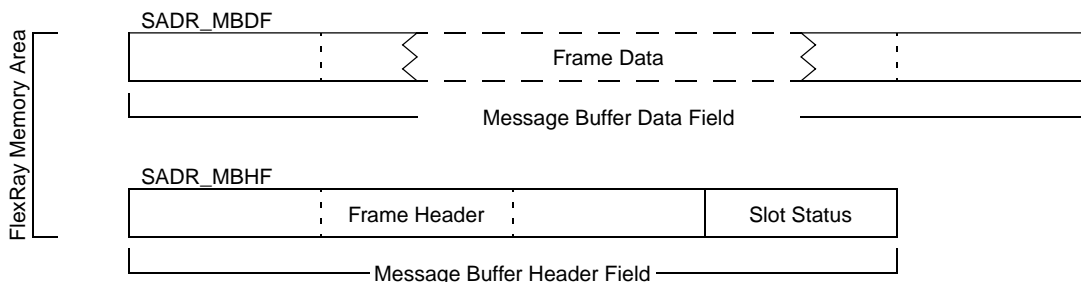 SADR_MBDF
Frame Data
Message Buffer Data Field
FlexRay Memory Area
SADR_MBHF
Frame Header
Slot Status
Message Buffer Header Field